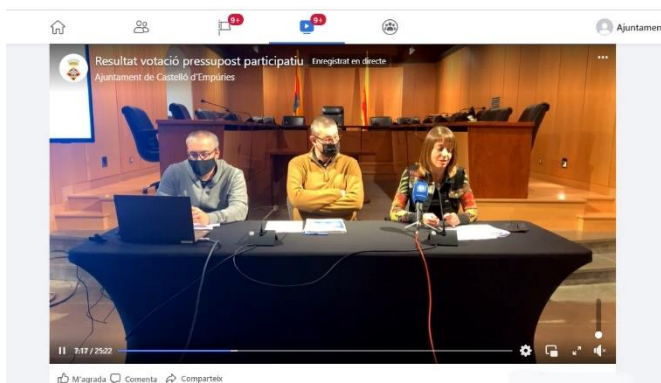 9+
9+
Ajuntamen
Resultat votació pressupost participatiu Enregistrat en directe
Ajuntament de Castelló d'Empúries
7:17 / 25:22
M'agrada Comenta Comparteix